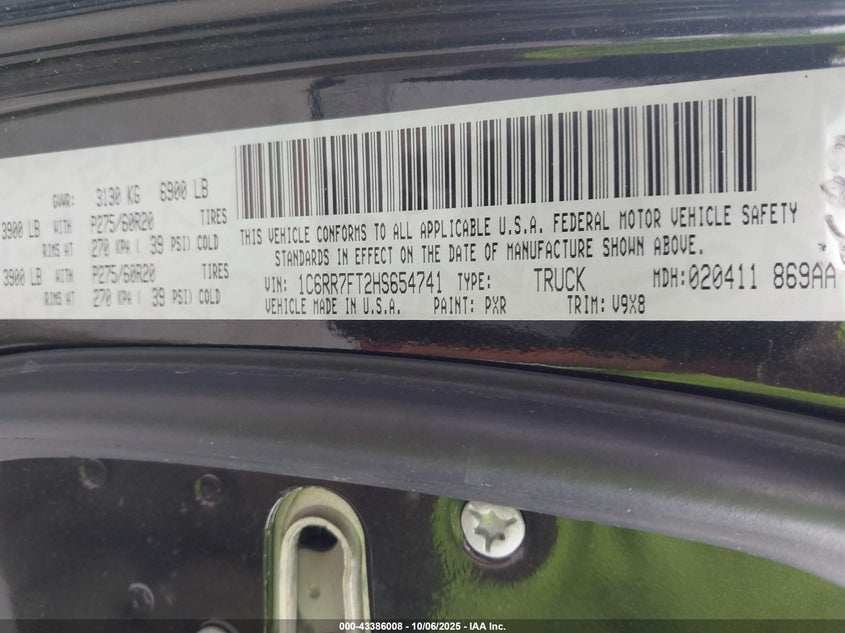 GVWR: 3130 KG 6900 LB
3900 LB WITH P275/60R20 TIRES
RIMS AT 270 KPA ( 39 PSI) COLD
3900 LB WITH P275/60R20 TIRES
RIMS AT 270 KPA ( 39 PSI) COLD
THIS VEHICLE CONFORMS TO ALL APPLICABLE U.S.A. FEDERAL MOTOR VEHICLE SAFETY
STANDARDS IN EFFECT ON THE DATE OF MANUFACTURE SHOWN ABOVE.
VIN: 1C6RR7FT2HS654741 TYPE: TRUCK MDH:020411 869AA
VEHICLE MADE IN U.S.A. PAINT: PXR TRIM: V9X8
000-43386008 - 10/06/2025 - IAA Inc.